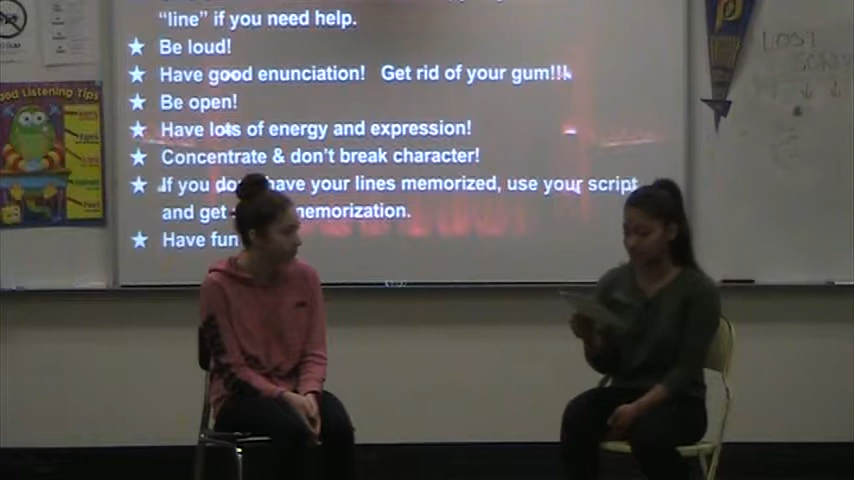 "line" if you need help.
Be loud!
Have good enunciation! Get rid of your gum!!!
Be open!
Have lots of energy and expression!
Concentrate & don't break character!
If you have your lines memorized, use your script
and get memorization.
Have fun
Good Listening Tips
LOST